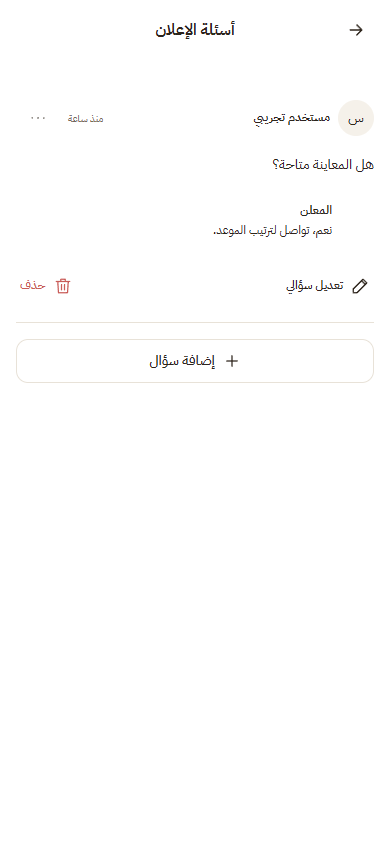 أسئلة الإعلان
س
مستخدم تجريبي
منذ ساعة
هل المعاينة متاحة؟
المعلن
نعم، تواصل لترتيب الموعد.
تعديل سؤالي
حذف
إضافة سؤال